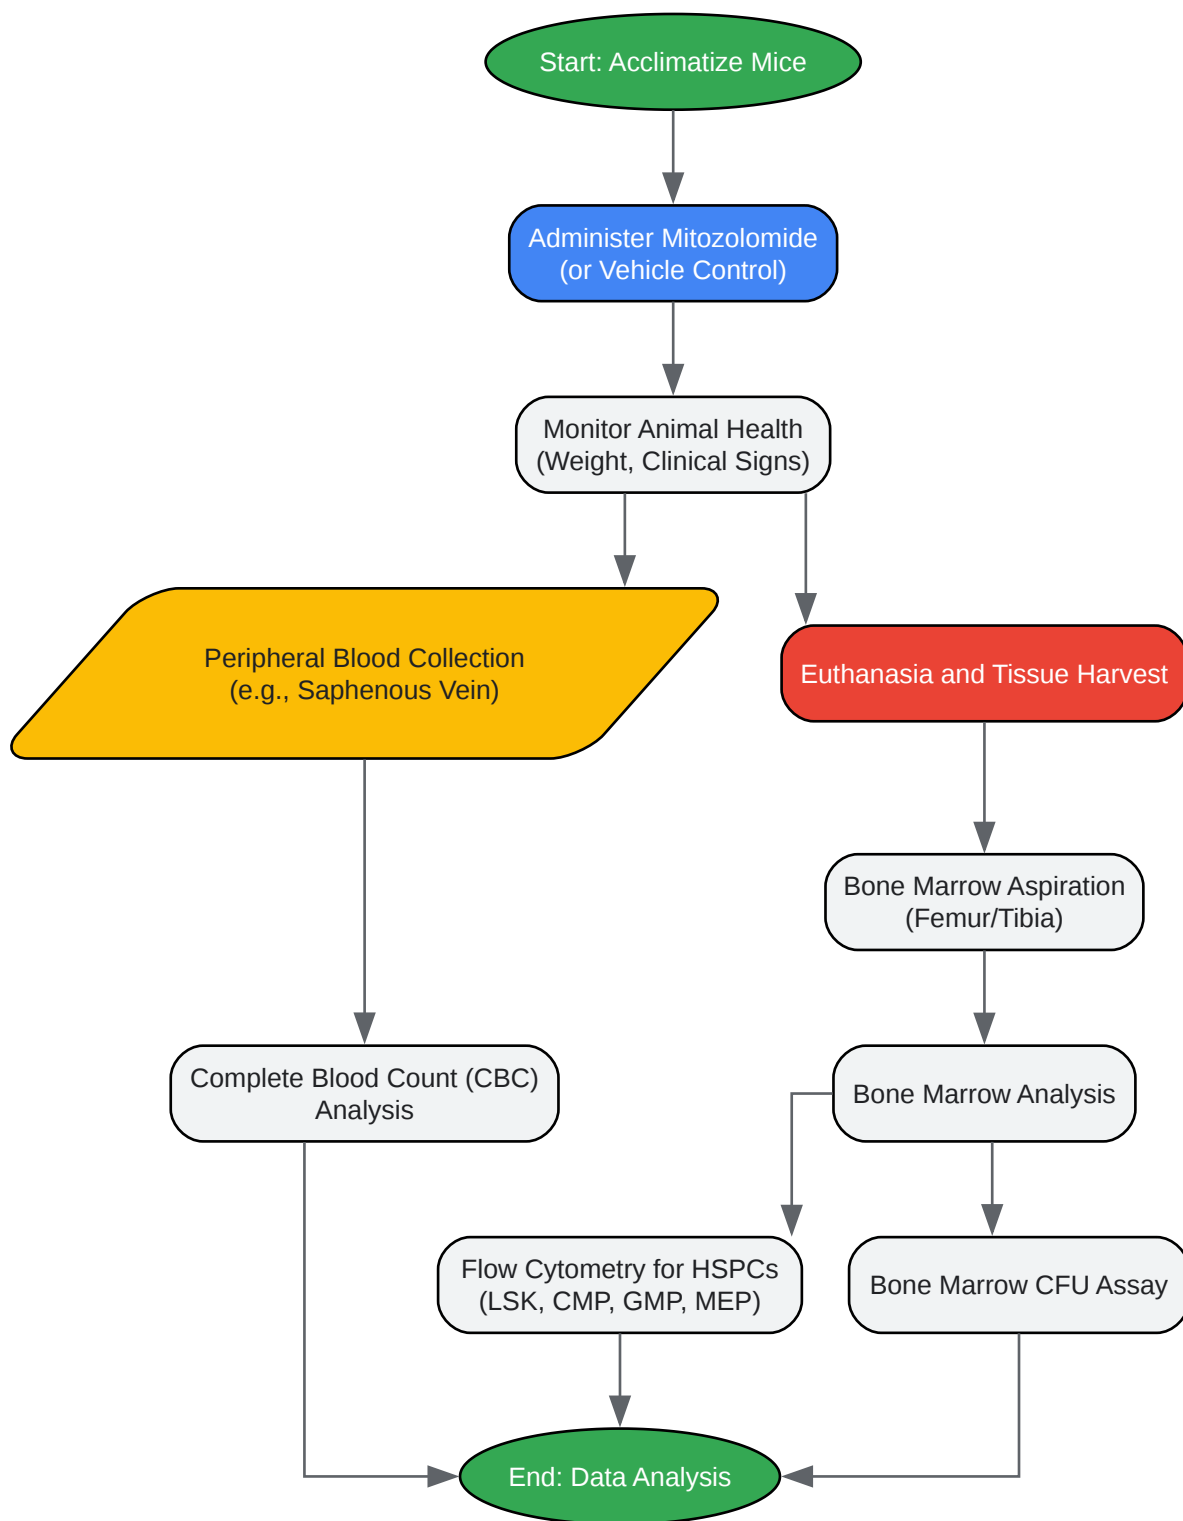 Start: Acclimatize Mice
Administer Mitozolomide
(or Vehicle Control)
Monitor Animal Health
(Weight, Clinical Signs)
Peripheral Blood Collection
(e.g., Saphenous Vein)
Euthanasia and Tissue Harvest
Bone Marrow Aspiration
(Femur/Tibia)
Complete Blood Count (CBC)
Analysis
Bone Marrow Analysis
Flow Cytometry for HSPCs
(LSK, CMP, GMP, MEP)
Bone Marrow CFU Assay
End: Data Analysis